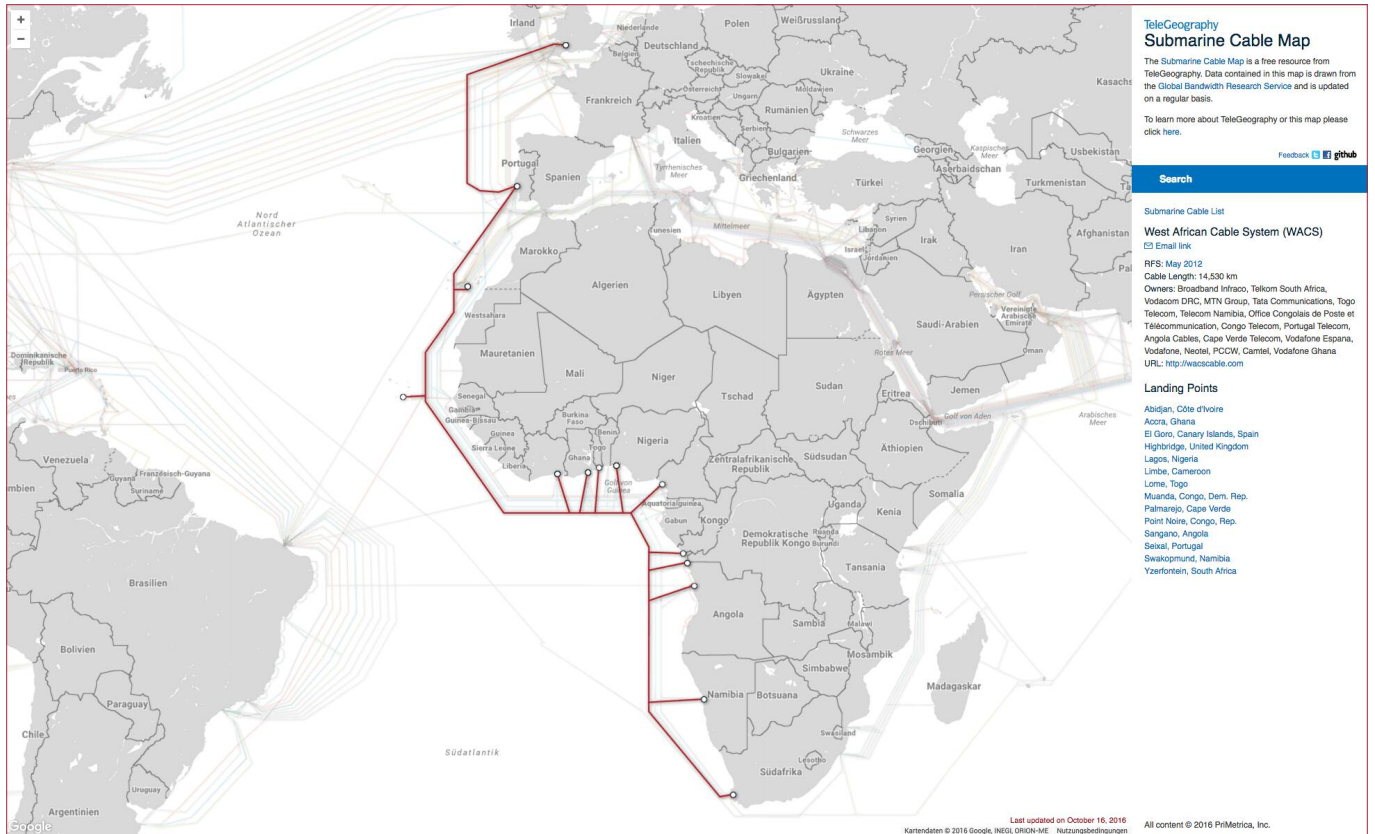 +
−
Irland
Niederlande
Polen
Weißrussland
Belgien
Deutschland
Tschechische
Republik
Slowakei
Ukraine
Kasachs
Österreich
Ungarn
Moldawien
Frankreich
Rumänien
Kroatien
Serbien
Italien
Bulgarien
Schwarzes
Meer
Georgien
Kaspisches
Meer
Usbekistan
Aserbaidschan
Portugal
Spanien
Tyrrhenisches
Meer
Griechenland
Türkei
Turkmenistan
Nord
Atlantischer
Ozean
Mittelmeer
Syrien
Libanon
Tunesien
Israel
Irak
Iran
Afghanistan
Jordanien
Marokko
Algerien
Libyen
Ägypten
Persischer Golf
Westsahara
Saudi-Arabien
Vereinigte
Arabische
Emirate
Rotes Meer
Oman
Dominikanische
Republik
Puerto Rico
Mauretanien
Mali
Niger
Tschad
Sudan
Eritrea
Jemen
Senegal
Gambia
Guinea-Bissau
Burkina
Faso
Dschibuti
Golf von Aden
Arabisches
Meer
Guinea
Benin
Nigeria
Togo
Ghana
Sierra Leone
Liberia
Golf von
Guinea
Äthiopien
Zentralafrikanische
Republik
Südsudan
Venezuela
Guyana
Französisch-Guyana
Suriname
mbien
Somalia
Äquatorialguinea
Gabun
Kongo
Uganda
Kenia
Demokratische
Republik Kongo
Ruanda
Burundi
Tansania
Brasilien
Angola
Sambia
Malawi
Mosambik
Bolivien
Simbabwe
Namibia
Botsuana
Madagaskar
Paraguay
Chile
Swasiland
Südatlantik
Lesotho
Südafrika
Uruguay
Argentinien
Google
Last updated on October 16, 2016
Kartendaten © 2016 Google, INEGI, ORION-ME Nutzungsbedingungen
TeleGeography
Submarine Cable Map
The Submarine Cable Map is a free resource from
TeleGeography. Data contained in this map is drawn from
the Global Bandwidth Research Service and is updated
on a regular basis.
To learn more about TeleGeography or this map please
click here.
Feedback github
Search
Submarine Cable List
West African Cable System (WACS)
Email link
RFS: May 2012
Cable Length: 14,530 km
Owners: Broadband Infraco, Telkom South Africa,
Vodacom DRC, MTN Group, Tata Communications, Togo
Telecom, Telecom Namibia, Office Congolais de Poste et
Télécommunication, Congo Telecom, Portugal Telecom,
Angola Cables, Cape Verde Telecom, Vodafone Espana,
Vodafone, Neotel, PCCW, Camtel, Vodafone Ghana
URL: http://wacscable.com
Landing Points
Abidjan, Côte d'Ivoire
Accra, Ghana
El Goro, Canary Islands, Spain
Highbridge, United Kingdom
Lagos, Nigeria
Limbe, Cameroon
Lome, Togo
Muanda, Congo, Dem. Rep.
Palmarejo, Cape Verde
Point Noire, Congo, Rep.
Sangano, Angola
Seixal, Portugal
Swakopmund, Namibia
Yzerfontein, South Africa
All content © 2016 PriMetrica, Inc.